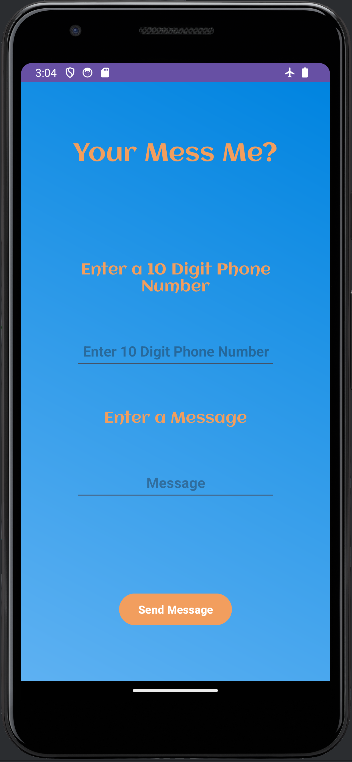 3:04
Your Mess Me?
Enter a 10 Digit Phone
Number
Enter 10 Digit Phone Number
Enter a Message
Message
Send Message